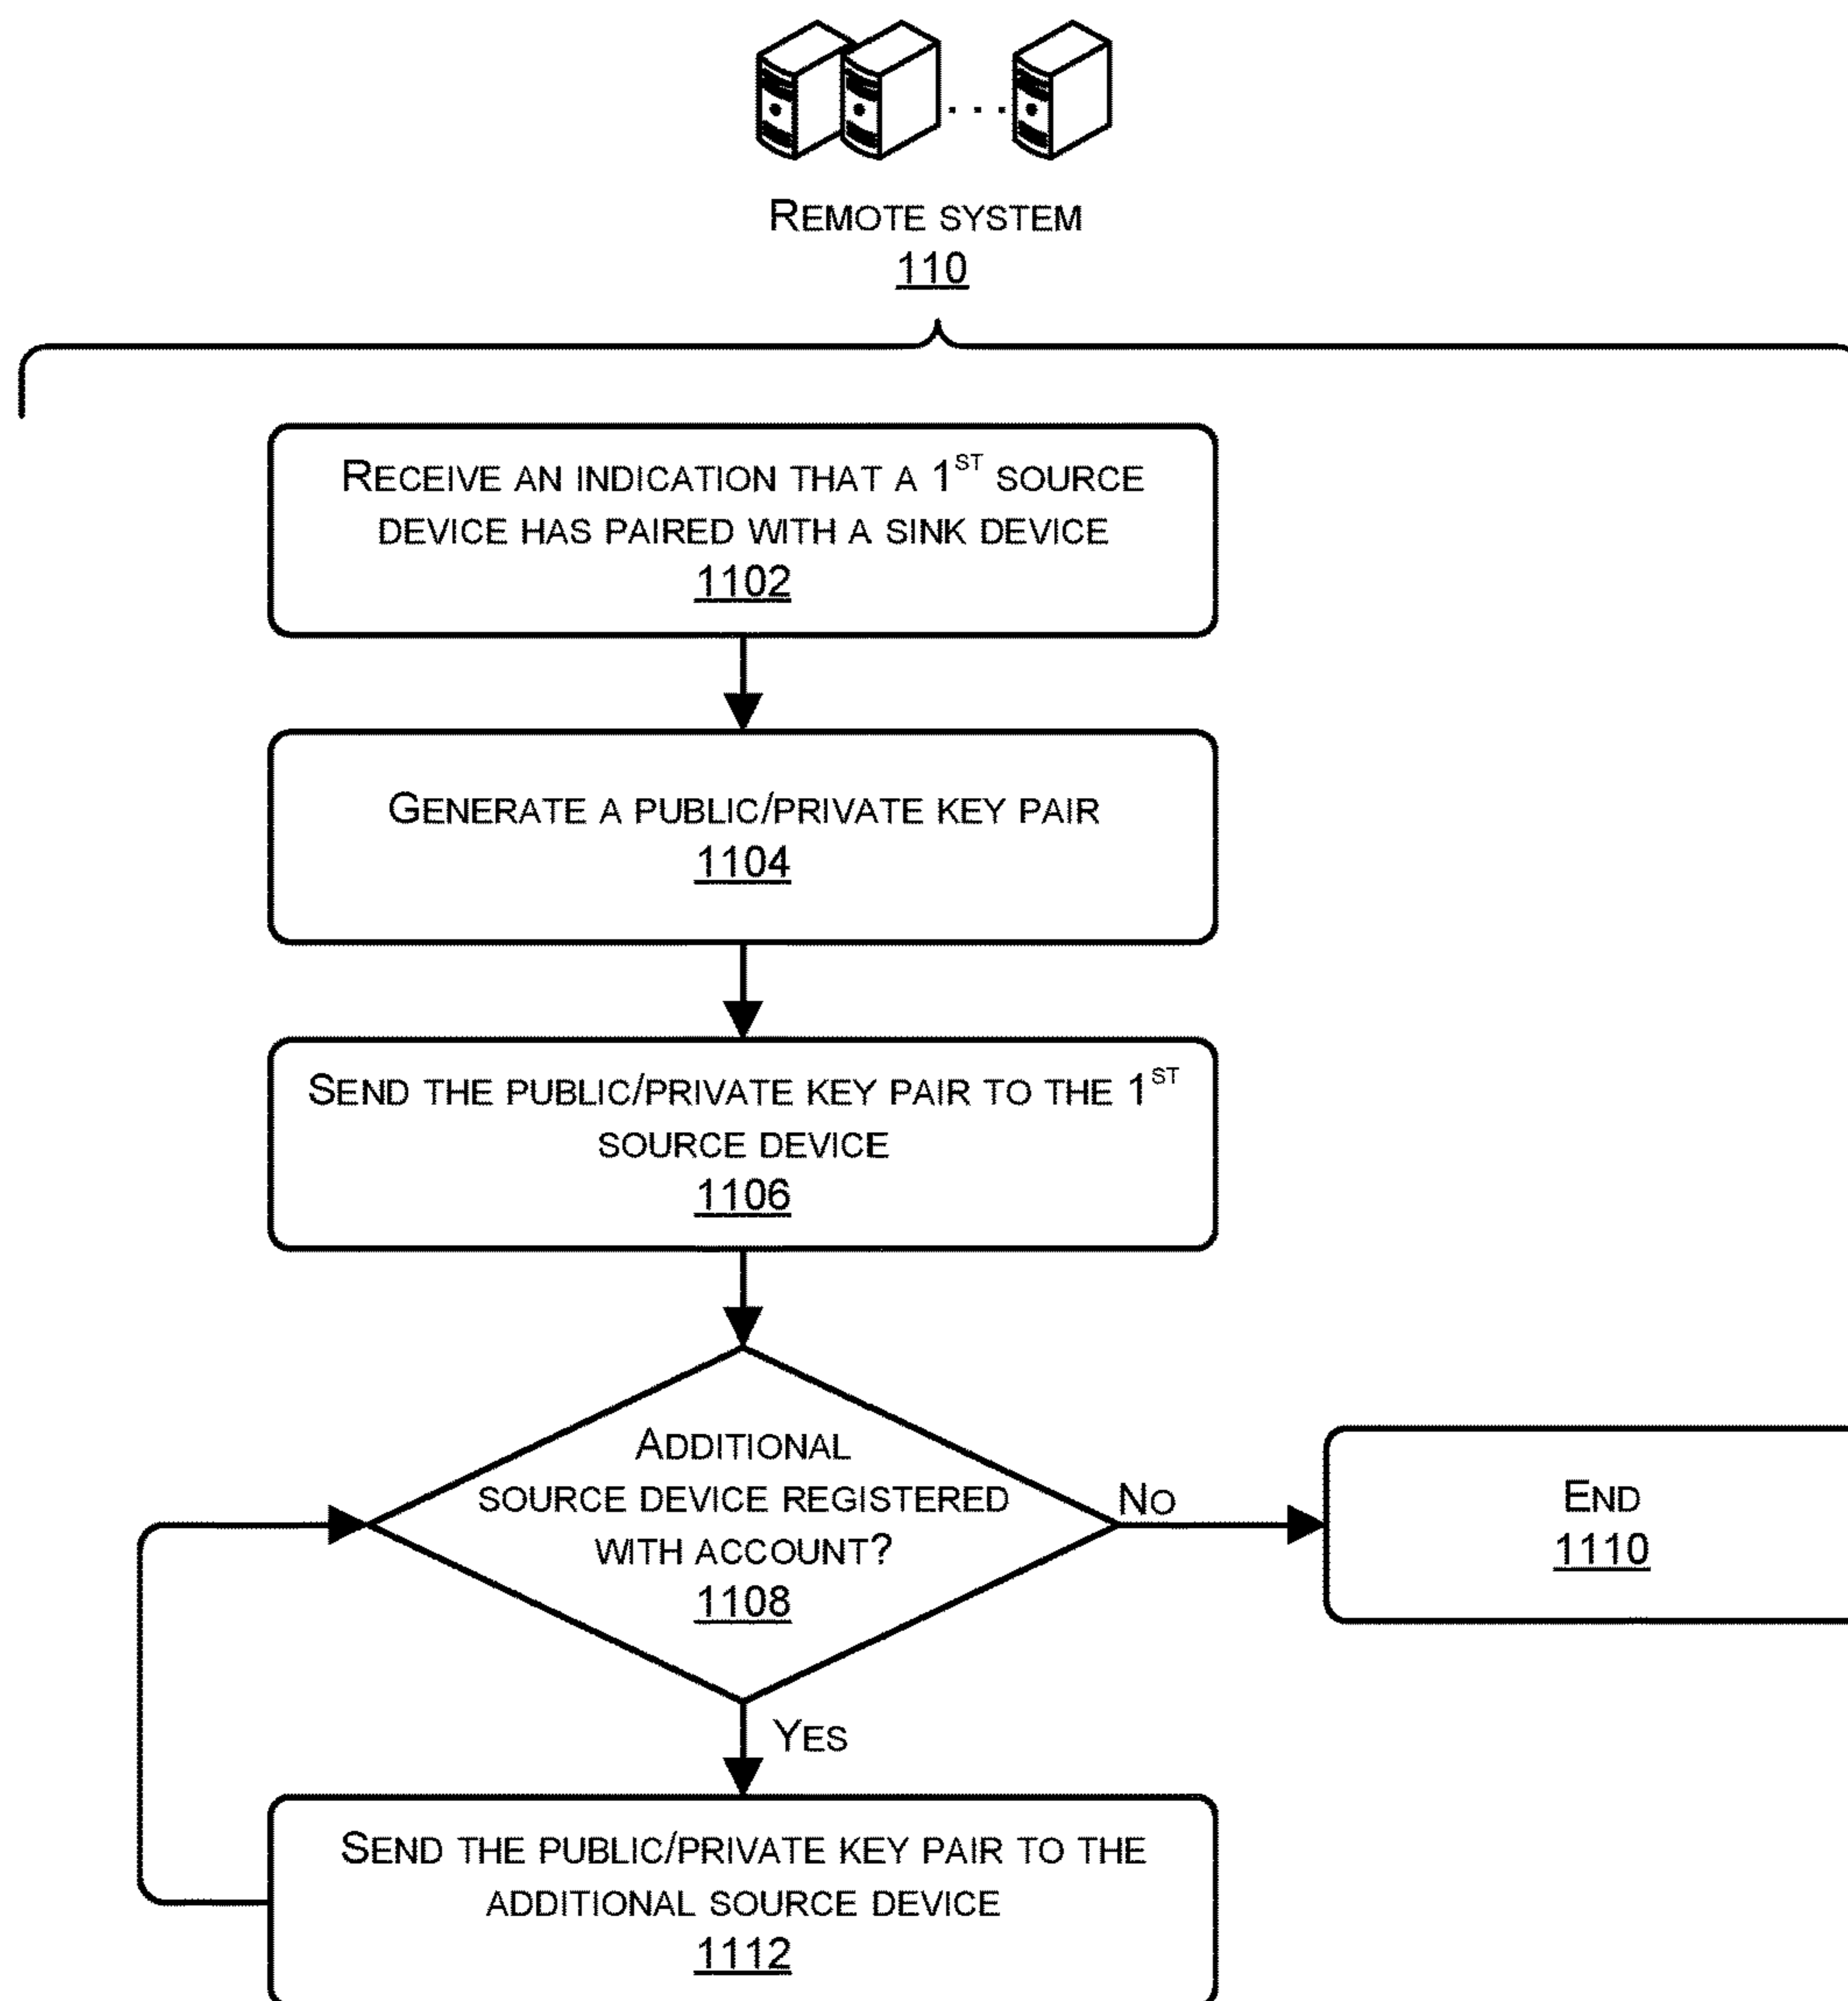 REMOTE SYSTEM
110
RECEIVE AN INDICATION THAT A 1ST SOURCE
DEVICE HAS PAIRED WITH A SINK DEVICE
1102
GENERATE A PUBLIC/PRIVATE KEY PAIR
1104
SEND THE PUBLIC/PRIVATE KEY PAIR TO THE 1ST
SOURCE DEVICE
1106
ADDITIONAL
SOURCE DEVICE REGISTERED
WITH ACCOUNT?
1108
NO
END
1110
YES
SEND THE PUBLIC/PRIVATE KEY PAIR TO THE
ADDITIONAL SOURCE DEVICE
1112